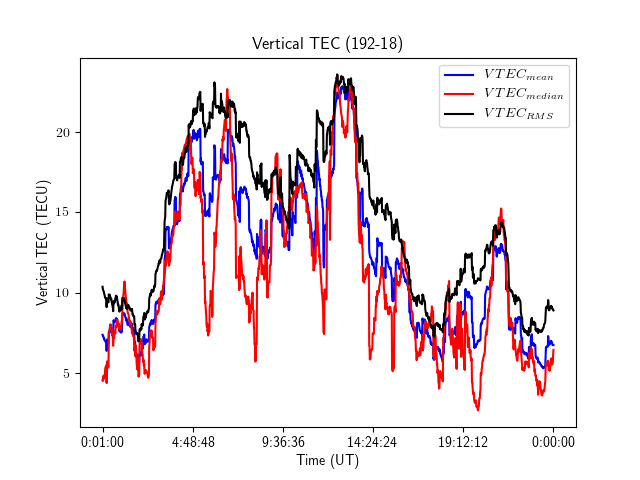 Vertical TEC (192-18)
VTEC_mean
VTEC_median
VTEC_RMS
Vertical TEC (TECU)
20
15
10
5
0:01:00 4:48:48 9:36:36 14:24:24 19:12:12 0:00:00
Time (UT)